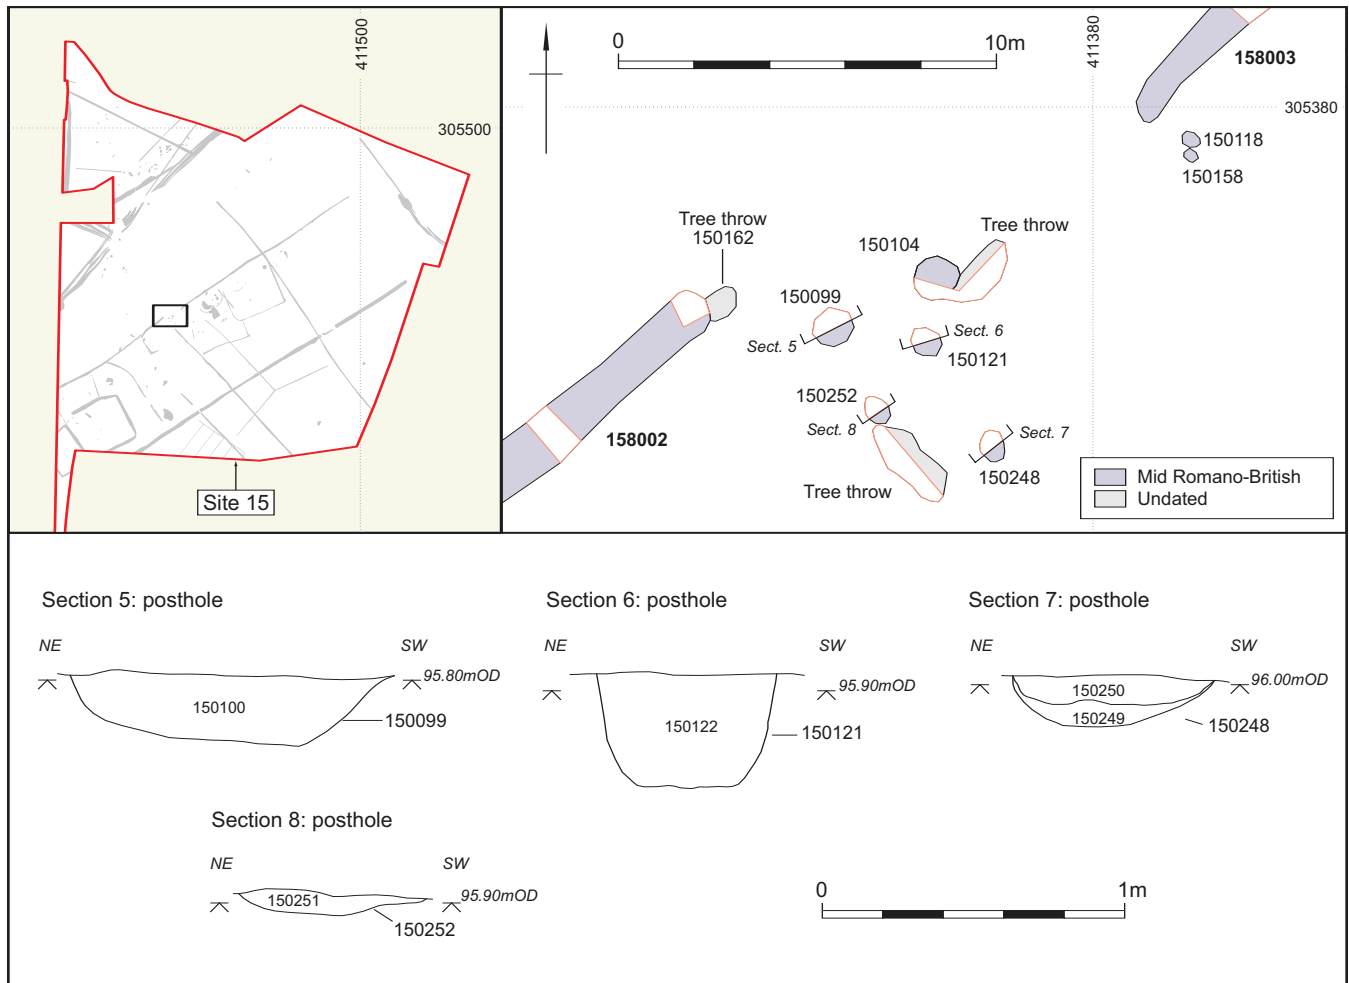 411500
305500
Site 15
0
10m
411380
158003
305380
150118
150158
Tree throw
150162
Tree throw
150104
150099
Sect. 5
Sect. 6
150121
150252
Sect. 8
Sect. 7
150248
158002
Tree throw
Mid Romano-British
Undated
Section 5: posthole
NE
SW
95.80mOD
150100
150099
Section 6: posthole
NE
SW
95.90mOD
150122
150121
Section 7: posthole
NE
SW
96.00mOD
150250
150249
150248
Section 8: posthole
NE
SW
95.90mOD
150251
150252
0
1m